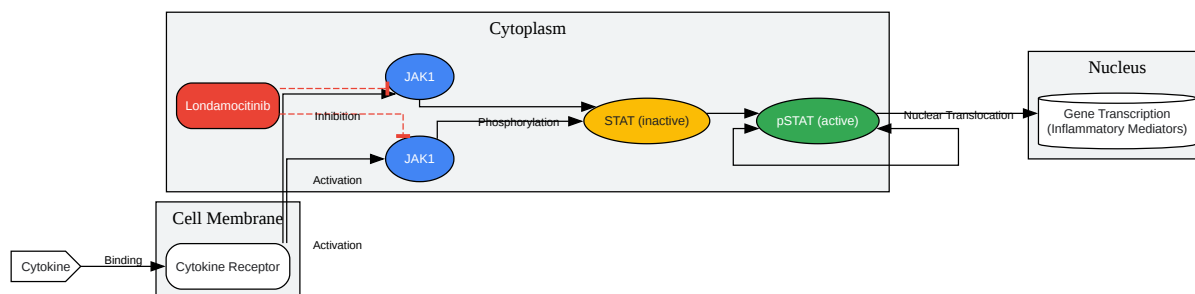 Cytoplasm
Londamocitinib
JAK1
Inhibition
JAK1
Activation
Phosphorylation
STAT (inactive)
pSTAT (active)
Nuclear Translocation
Nucleus
Gene Transcription
(Inflammatory Mediators)
Cell Membrane
Activation
Cytokine
Binding
Cytokine Receptor